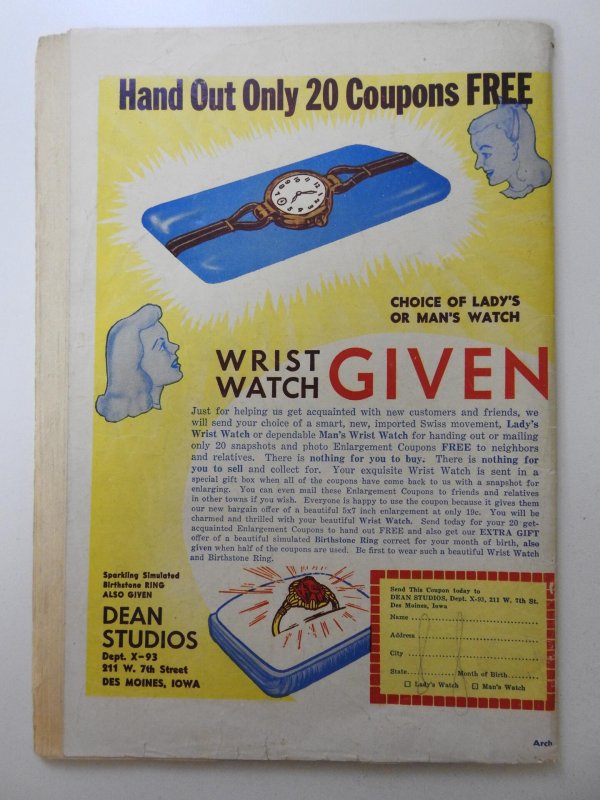 Hand Out Only 20 Coupons FREE
CHOICE OF LADY'S
OR MAN'S WATCH
WRIST
WATCH GIVEN
Just for helping us get acquainted with new customers and friends, we
will send your choice of a smart, new, imported Swiss movement, Lady's
Wrist Watch or dependable Man's Wrist Watch for handing out or mailing
only 20 snapshots and photo Enlargement Coupons FREE to neighbors
and relatives. There is nothing for you to buy. There is nothing for
you to sell and collect for. Your exquisite Wrist Watch is sent in a
special gift box when all of the coupons have come back to us with a snapshot for
enlarging. You can even mail these Enlargement Coupons to friends and relatives
in other towns if you wish. Everyone is happy to use the coupon because it gives them
our new bargain offer of a beautiful 5x7 inch enlargement at only 19c. You will be
charmed and thrilled with your beautiful Wrist Watch. Send today for your 20 get-
acquainted Enlargement Coupons to hand out FREE and also get our EXTRA GIFT
offer of a beautiful simulated Birthstone Ring correct for your month of birth, also
given when half of the coupons are used. Be first to wear such a beautiful Wrist Watch
and Birthstone Ring.
Sparkling Simulated
Birthstone RING
ALSO GIVEN
DEAN
STUDIOS
Dept. X-93
211 W. 7th Street
DES MOINES, IOWA
Send This Coupon today to
DEAN STUDIOS, Dept. X-93, 211 W. 7th St.
Des Moines, Iowa
Name
Address
City
State Month of Birth
Lady's Watch Man's Watch
Arch